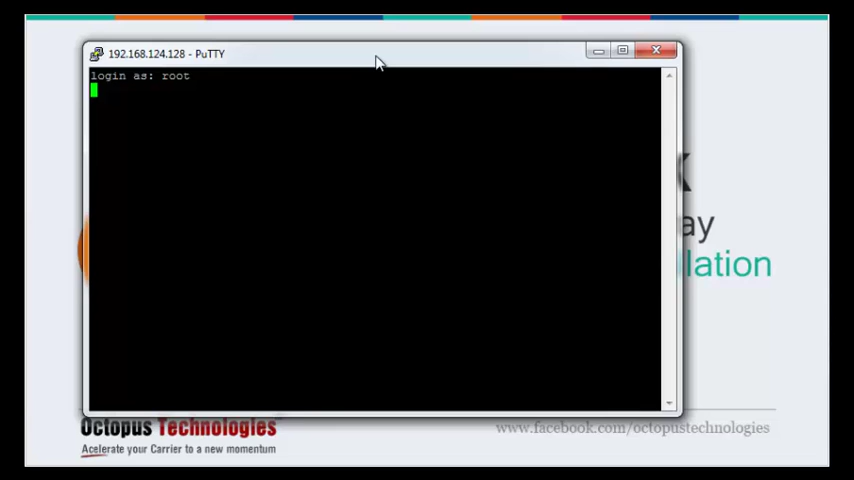 192.168.124.128 - PuTTY
login as: root
ay
llation
Octopus Technologies
Acelerate your Carrier to a new momentum
www.facebook.com/octopustechnologies